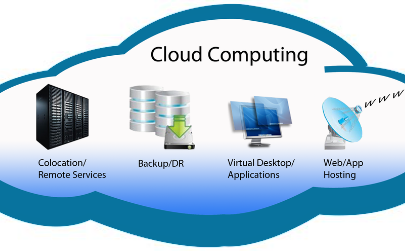 Cloud Computing
w w w
Colocation/
Remote Services
Backup/DR
Virtual Desktop/
Applications
Web/App
Hosting